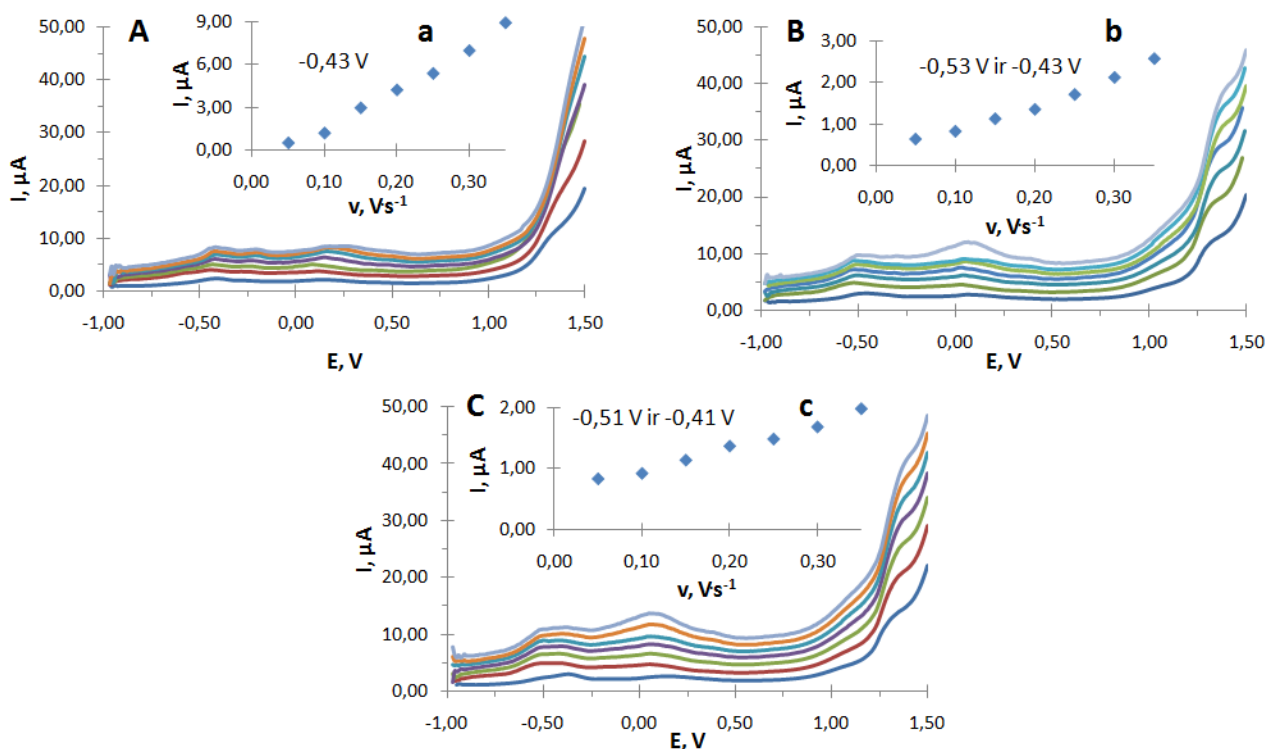 A
50,00
40,00
30,00
20,00
10,00
0,00
I, µA
-1,00 -0,50 0,00 0,50 1,00 1,50
E, V
a
-0,43 V
9,00
6,00
3,00
0,00
I, µA
0,00 0,10 0,20 0,30
v, V·s-1
B
50,00
40,00
30,00
20,00
10,00
0,00
I, µA
-1,00 -0,50 0,00 0,50 1,00 1,50
E, V
b
-0,53 V ir -0,43 V
3,00
2,00
1,00
0,00
I, µA
0,00 0,10 0,20 0,30
v, V·s-1
C
50,00
40,00
30,00
20,00
10,00
0,00
I, µA
-1,00 -0,50 0,00 0,50 1,00 1,50
E, V
c
-0,51 V ir -0,41 V
2,00
1,00
0,00
I, µA
0,00 0,10 0,20 0,30
v, V·s-1